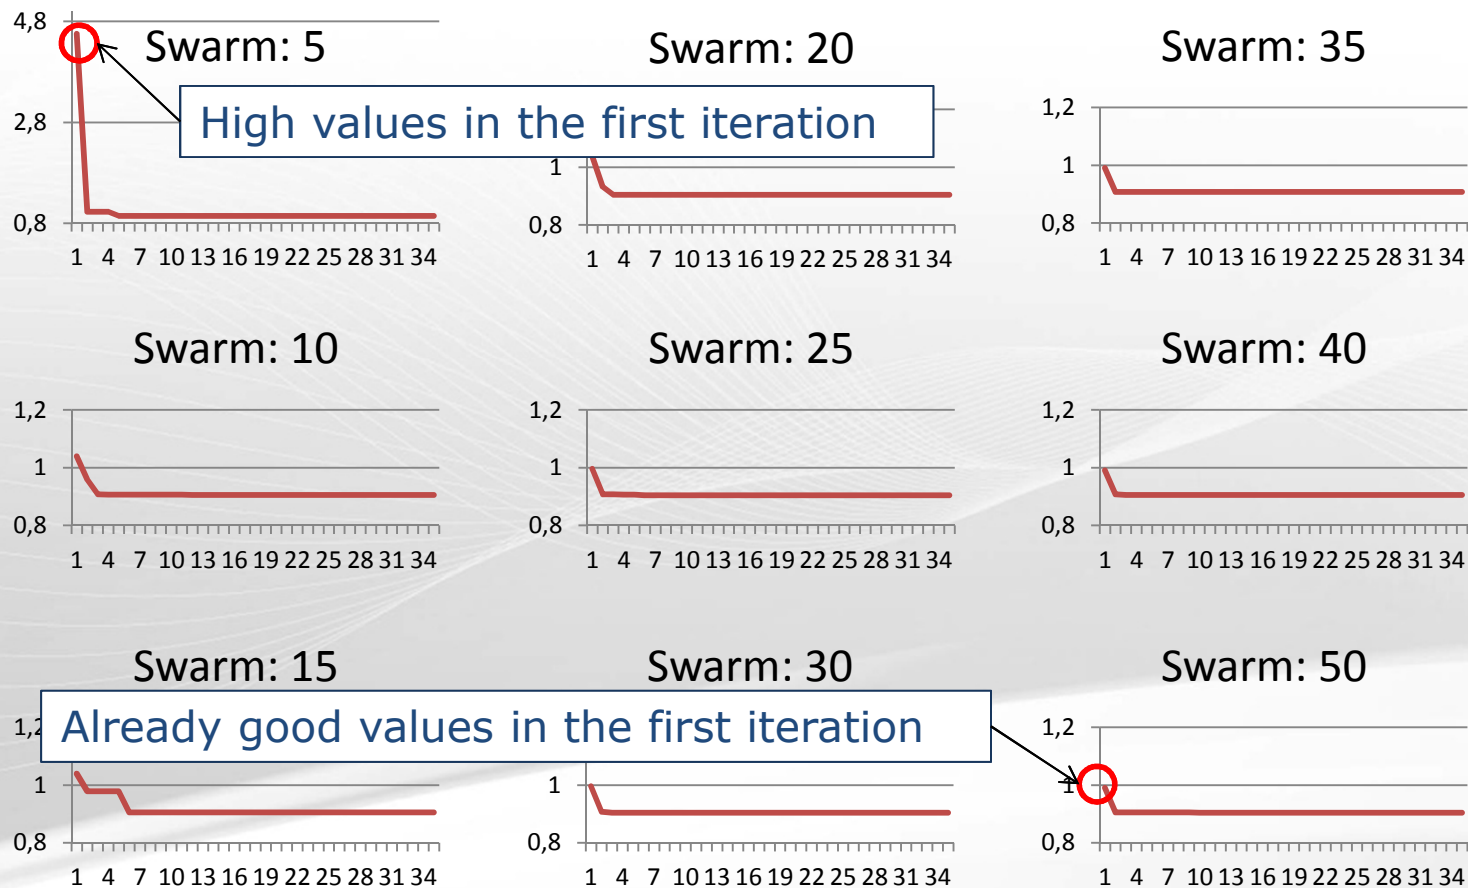 Swarm: 5
4,8
2,8
0,8
1 4 7 10 13 16 19 22 25 28 31 34
High values in the first iteration
Swarm: 20
1
0,8
1 4 7 10 13 16 19 22 25 28 31 34
Swarm: 35
1,2
1
0,8
1 4 7 10 13 16 19 22 25 28 31 34
Swarm: 10
1,2
1
0,8
1 4 7 10 13 16 19 22 25 28 31 34
Swarm: 25
1,2
1
0,8
1 4 7 10 13 16 19 22 25 28 31 34
Swarm: 40
1,2
1
0,8
1 4 7 10 13 16 19 22 25 28 31 34
Swarm: 15
1,2
1
0,8
1 4 7 10 13 16 19 22 25 28 31 34
Already good values in the first iteration
Swarm: 30
1
0,8
1 4 7 10 13 16 19 22 25 28 31 34
Swarm: 50
1,2
1
0,8
1 4 7 10 13 16 19 22 25 28 31 34